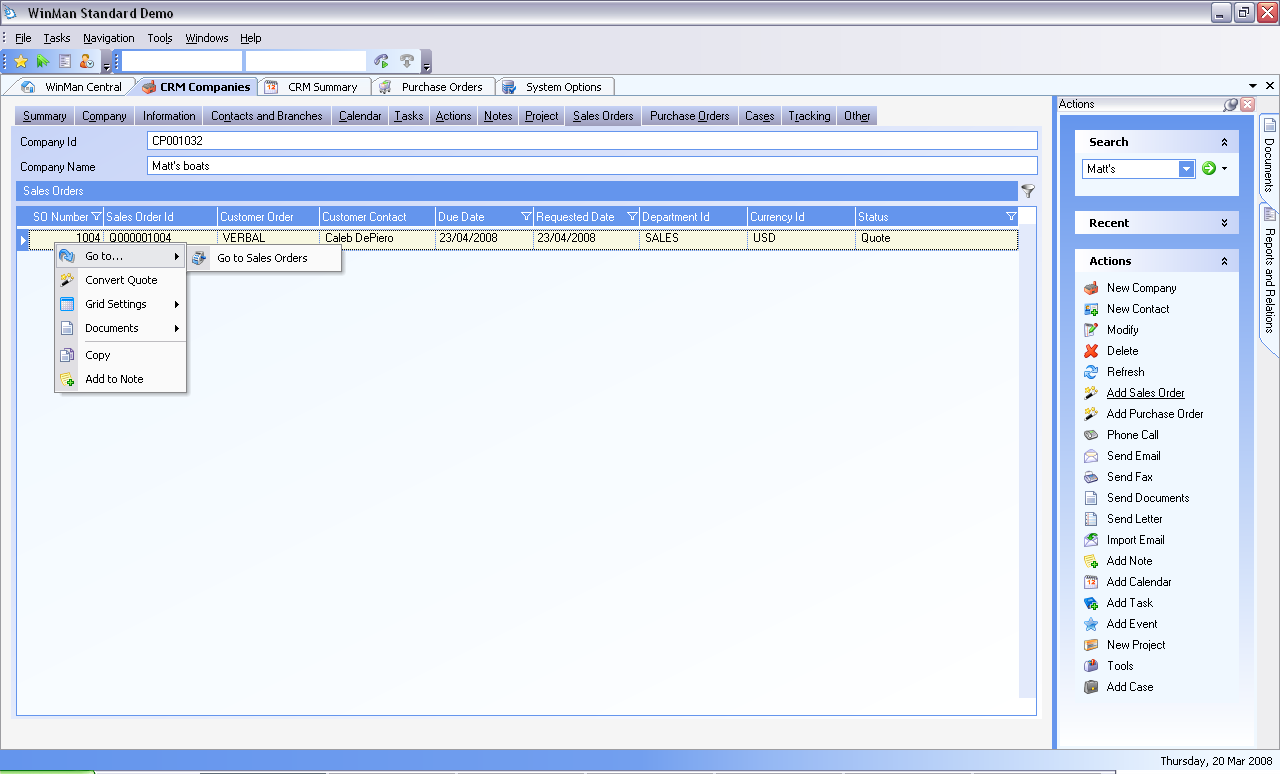 WinMan Standard Demo
File Tasks Navigation Tools Windows Help
WinMan Central CRM Companies 12 CRM Summary Purchase Orders System Options
Summary Company Information Contacts and Branches Calendar Tasks Actions Notes Projects Sales Orders Purchase Orders Cases Tracking Other
Company Id CP001032
Company Name Matt's boats
Sales Orders
SO Number Sales Order Id Customer Order Customer Contact Due Date Requested Date Department Id Currency Id Status
1004 Q000001004 VERBAL Caleb DePiero 23/04/2008 23/04/2008 SALES USD Quote
Go to...
Go to Sales Orders
Convert Quote
Grid Settings
Documents
Copy
Add to Note
Actions
Search
Matt's
Recent
Actions
New Company
New Contact
Modify
Delete
Refresh
Add Sales Order
Add Purchase Order
Phone Call
Send Email
Send Fax
Send Documents
Send Letter
Import Email
Add Note
12 Add Calendar
Add Task
Add Event
New Project
Tools
Add Case
Documents
Reports and Relations
Thursday, 20 Mar 2008